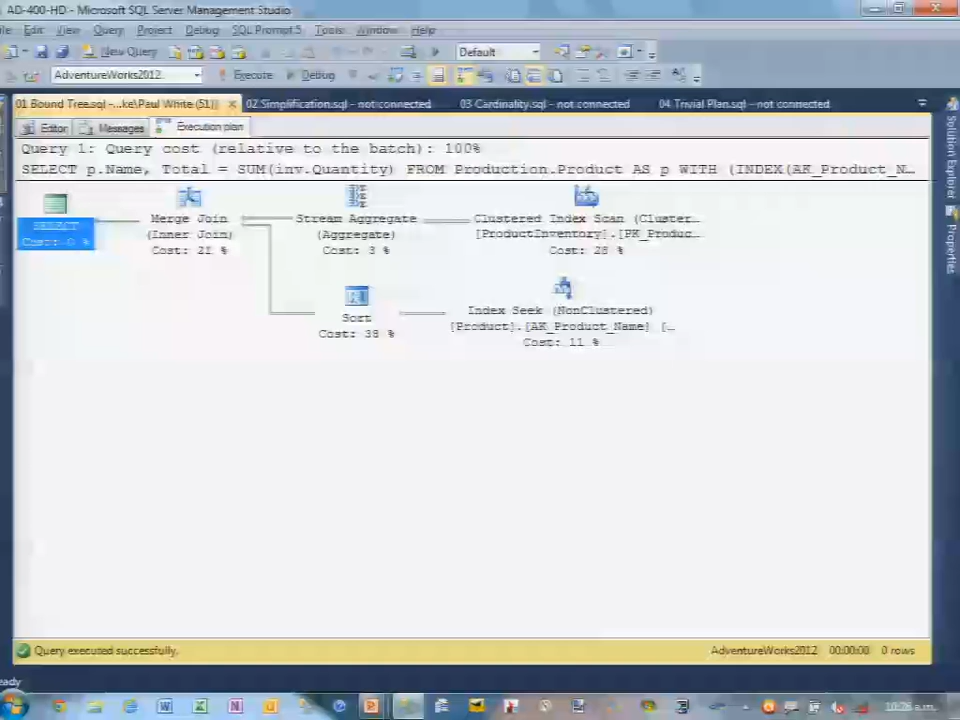 AD-400-HD - Microsoft SQL Server Management Studio
File Edit View Query Project Debug SQL Prompt 5 Tools Window Help
New Query Default
AdventureWorks2012 Execute Debug
01 Bound Tree.sql -...ke\Paul White (51)) 02 Simplification.sql - not connected 03 Cardinality.sql - not connected 04 Trivial Plan.sql - not connected
Editor Messages Execution plan
Query 1: Query cost (relative to the batch): 100%
SELECT p.Name, Total = SUM(inv.Quantity) FROM Production.Product AS p WITH (INDEX(AK_Product_N…
SELECT
Cost: 0 %
Merge Join
(Inner Join)
Cost: 21 %
Stream Aggregate
(Aggregate)
Cost: 3 %
Clustered Index Scan (Cluster…
[ProductInventory].[PK_Produc…
Cost: 28 %
Sort
Cost: 38 %
Index Seek (NonClustered)
[Product].[AK_Product_Name] […
Cost: 11 %
Solution Explorer
Properties
Query executed successfully.
AdventureWorks2012 00:00:00 0 rows
eady
10:26 a.m.